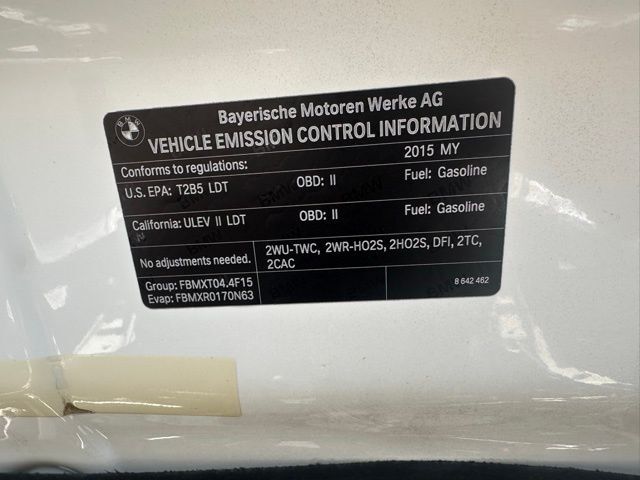 BMW
Bayerische Motoren Werke AG
VEHICLE EMISSION CONTROL INFORMATION
Conforms to regulations: 2015 MY
U.S. EPA: T2B5 LDT OBD: II Fuel: Gasoline
California: ULEV II LDT OBD: II Fuel: Gasoline
No adjustments needed. 2WU-TWC, 2WR-HO2S, 2HO2S, DFI, 2TC,
2CAC
Group: FBMXT04.4F15
Evap: FBMXR0170N63 8 642 462